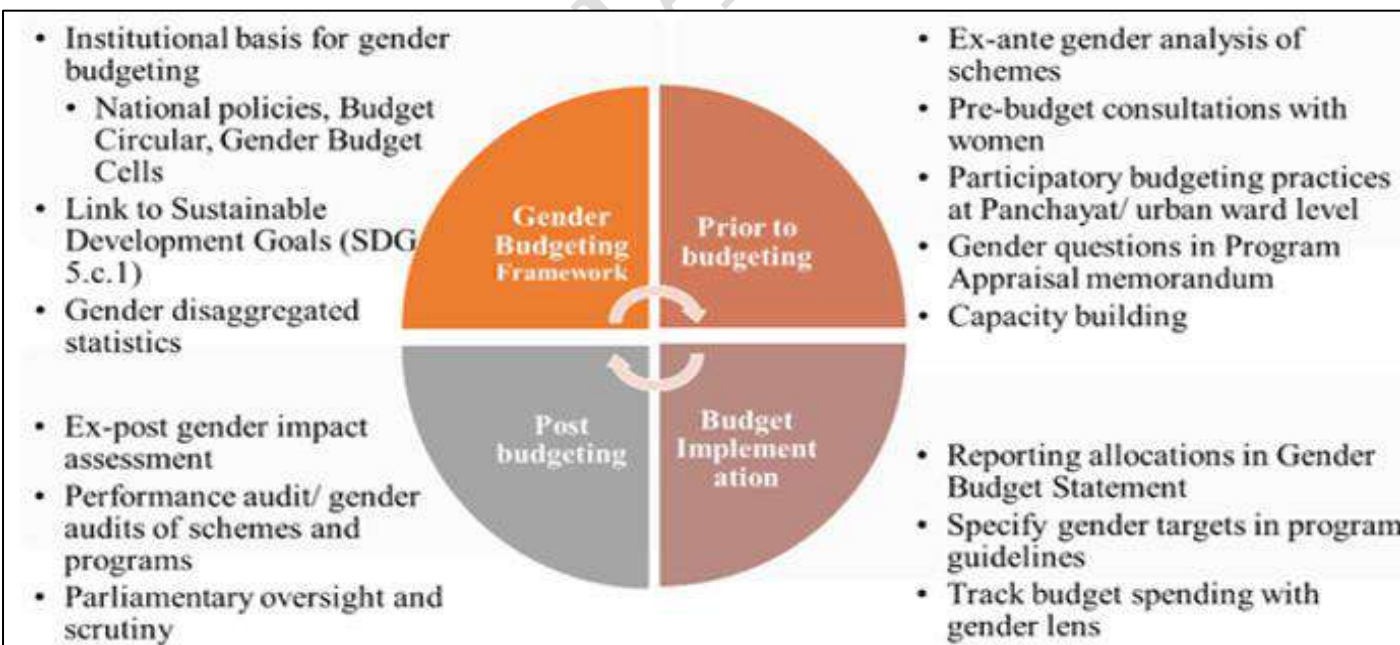 • Institutional basis for gender
budgeting
• National policies, Budget
Circular, Gender Budget
Cells
• Link to Sustainable
Development Goals (SDG
5.c.1)
• Gender disaggregated
statistics
Gender
Budgeting
Framework
Prior to
budgeting
• Ex-ante gender analysis of
schemes
• Pre-budget consultations with
women
• Participatory budgeting practices
at Panchayat/ urban ward level
• Gender questions in Program
Appraisal memorandum
• Capacity building
• Ex-post gender impact
assessment
• Performance audit/ gender
audits of schemes and
programs
• Parliamentary oversight and
scrutiny
Post
budgeting
Budget
Implement
ation
• Reporting allocations in Gender
Budget Statement
• Specify gender targets in program
guidelines
• Track budget spending with
gender lens